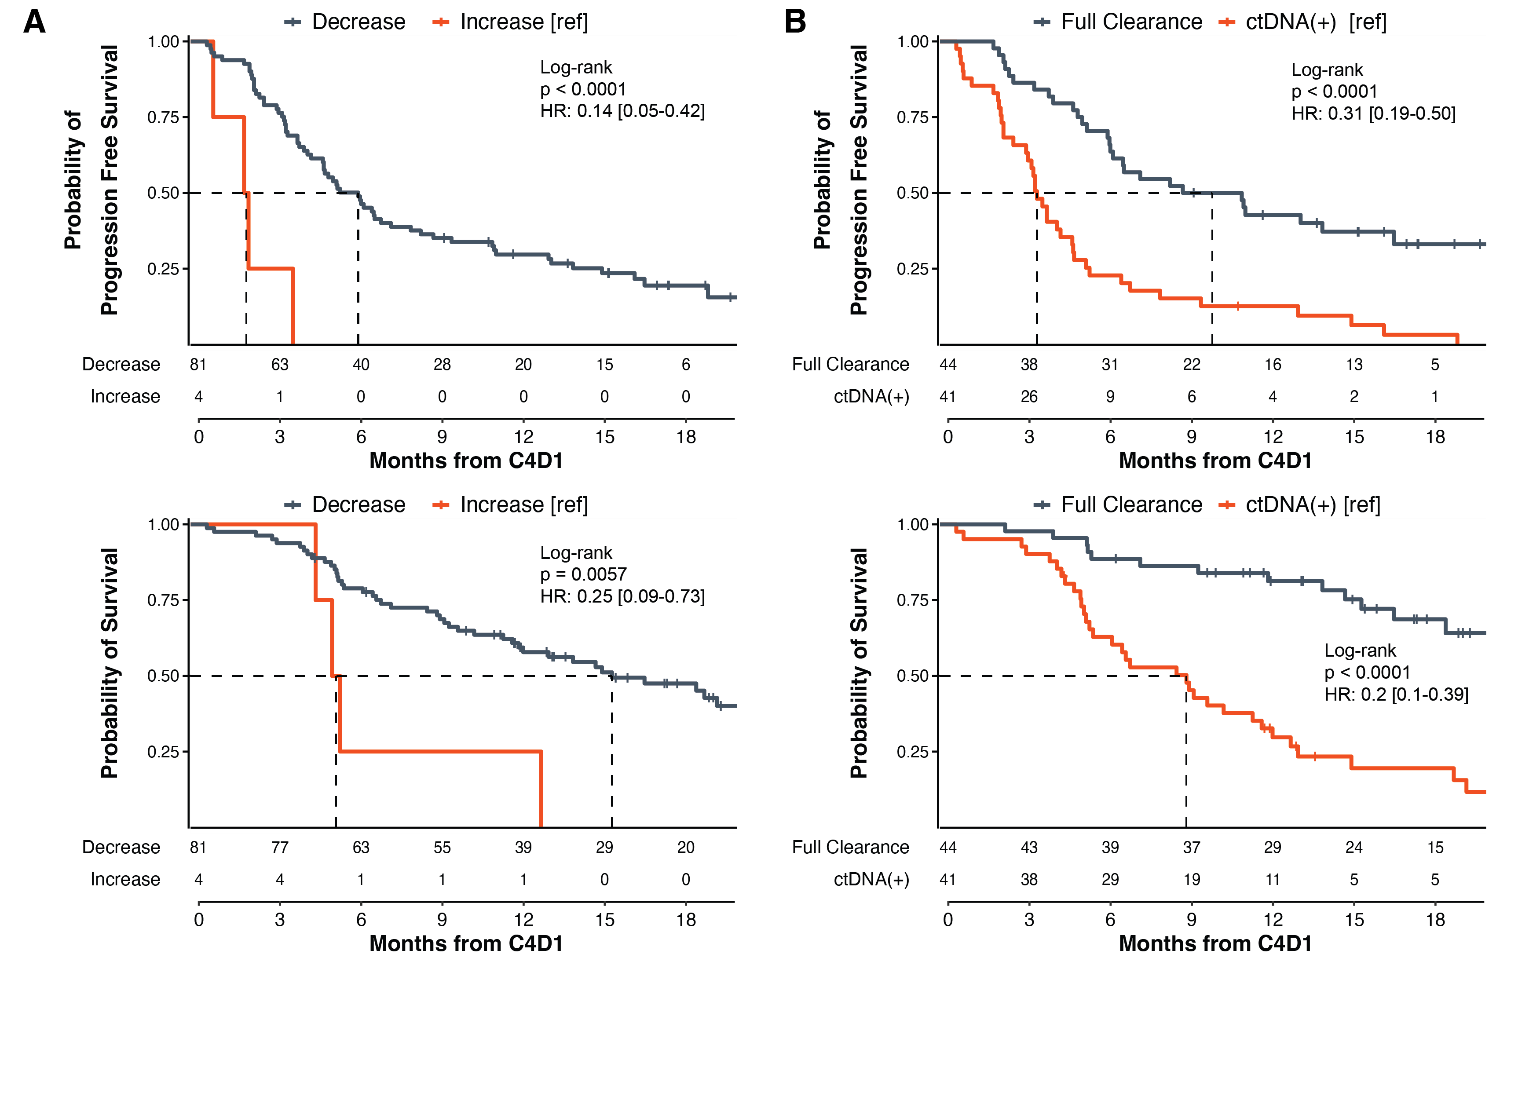 A
Decrease Increase [ref]
Probability of
Progression Free Survival
1.00
0.75
0.50
0.25
Log-rank
p < 0.0001
HR: 0.14 [0.05-0.42]
Decrease 81 63 40 28 20 15 6
Increase 4 1 0 0 0 0 0
0 3 6 9 12 15 18
Months from C4D1
Decrease Increase [ref]
Probability of Survival
1.00
0.75
0.50
0.25
Log-rank
p = 0.0057
HR: 0.25 [0.09-0.73]
Decrease 81 77 63 55 39 29 20
Increase 4 4 1 1 1 0 0
0 3 6 9 12 15 18
Months from C4D1
B
Full Clearance ctDNA(+) [ref]
Probability of
Progression Free Survival
1.00
0.75
0.50
0.25
Log-rank
p < 0.0001
HR: 0.31 [0.19-0.50]
Full Clearance 44 38 31 22 16 13 5
ctDNA(+) 41 26 9 6 4 2 1
0 3 6 9 12 15 18
Months from C4D1
Full Clearance ctDNA(+) [ref]
Probability of Survival
1.00
0.75
0.50
0.25
Log-rank
p < 0.0001
HR: 0.2 [0.1-0.39]
Full Clearance 44 43 39 37 29 24 15
ctDNA(+) 41 38 29 19 11 5 5
0 3 6 9 12 15 18
Months from C4D1